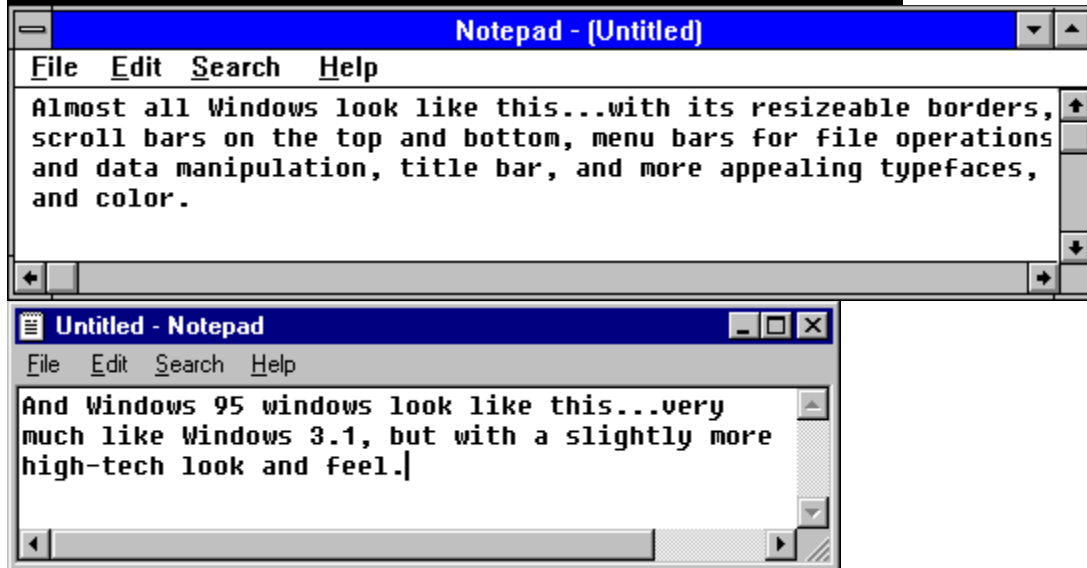 Notepad - (Untitled)
File Edit Search Help
Almost all Windows look like this...with its resizeable borders,
scroll bars on the top and bottom, menu bars for file operations
and data manipulation, title bar, and more appealing typefaces,
and color.
Untitled - Notepad
File Edit Search Help
And Windows 95 windows look like this...very
much like Windows 3.1, but with a slightly more
high-tech look and feel.